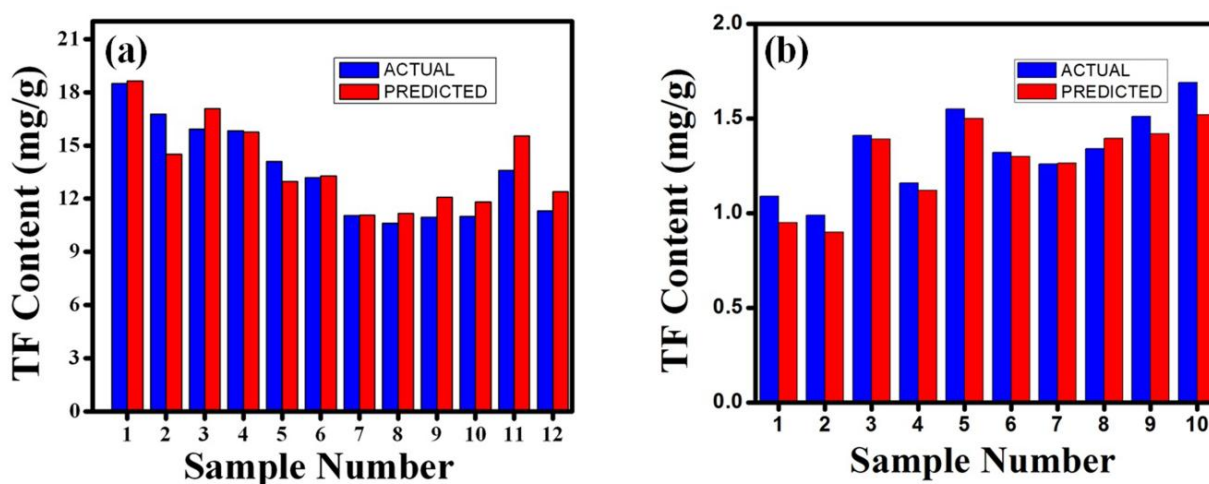 (a)
ACTUAL
PREDICTED
TF Content (mg/g)
21
18
15
12
9
6
3
0
1 2 3 4 5 6 7 8 9 10 11 12
Sample Number
(b)
ACTUAL
PREDICTED
TF Content (mg/g)
2.0
1.5
1.0
0.5
0.0
1 2 3 4 5 6 7 8 9 10
Sample Number